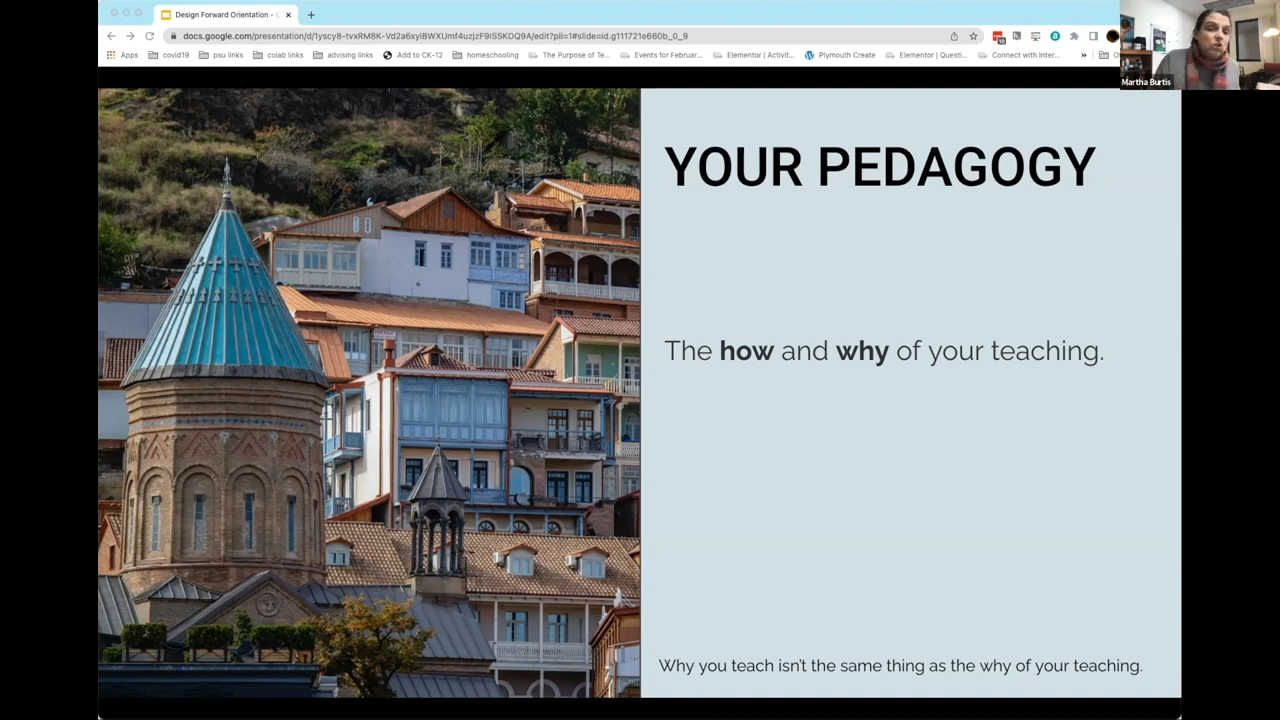 Design Forward Orientation - G
docs.google.com/presentation/d/1yscy8-tvxRM8K-Vd2a6xyiBWXUmf4uzjzF9ISSKDQ9A/edit?pli=1#slide=id.g111721e660b_0_9
Apps covid19 psu links colab links advising links Add to CK-12 homeschooling The Purpose of Te... Events for Februar... Elementor | Activit... Plymouth Create Elementor | Questi... Connect with Inter... »
Martha Burtis
YOUR PEDAGOGY
The how and why of your teaching.
Why you teach isn't the same thing as the why of your teaching.